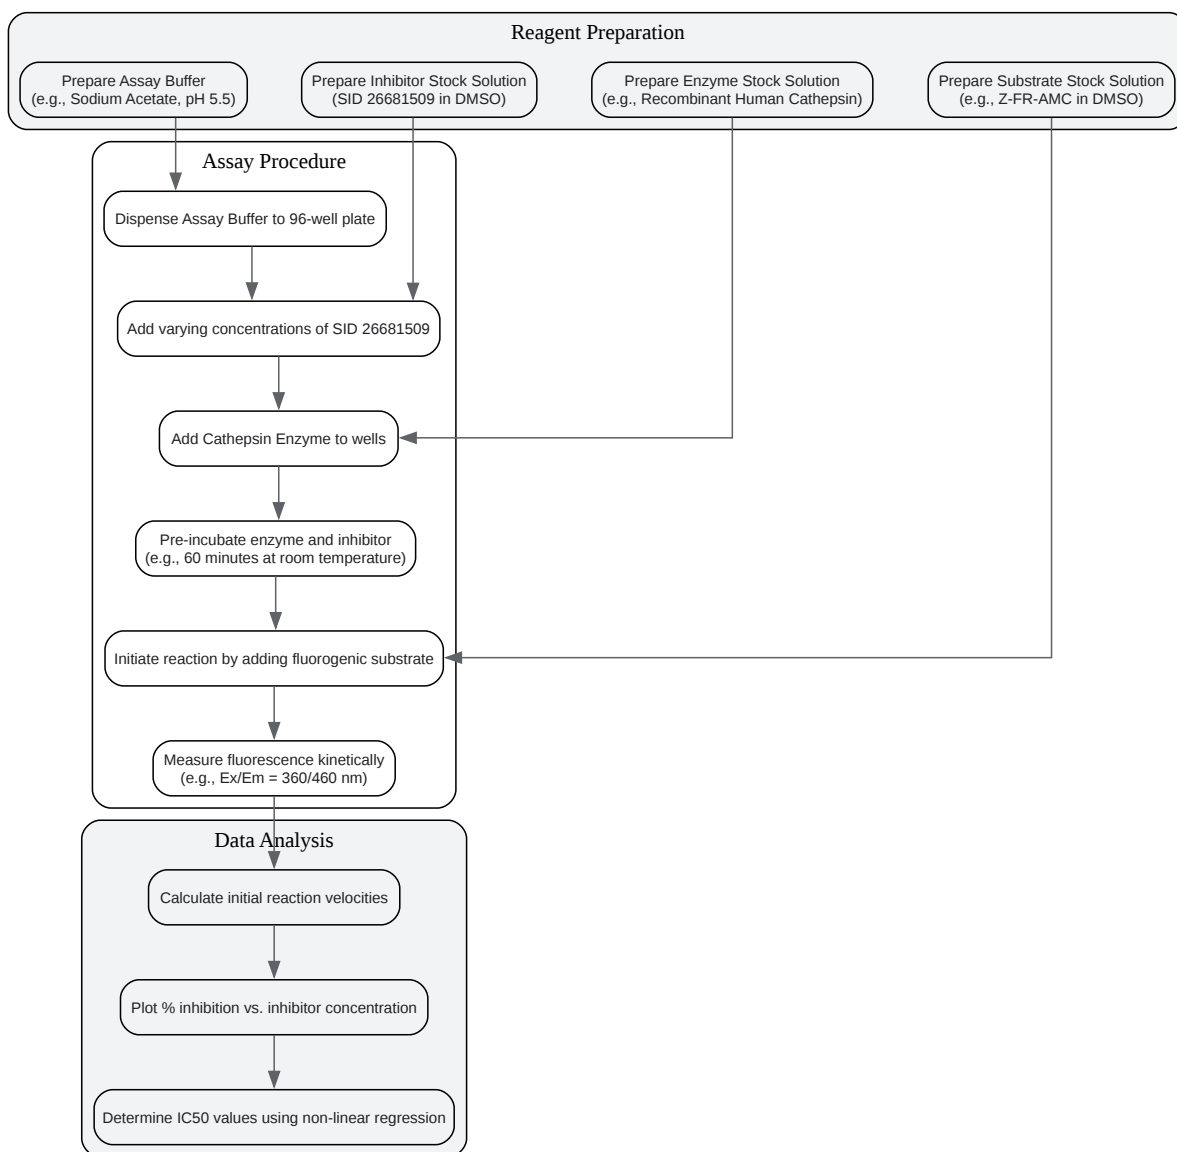 Reagent Preparation
Prepare Assay Buffer
(e.g., Sodium Acetate, pH 5.5)
Prepare Inhibitor Stock Solution
(SID 26681509 in DMSO)
Prepare Enzyme Stock Solution
(e.g., Recombinant Human Cathepsin)
Prepare Substrate Stock Solution
(e.g., Z-FR-AMC in DMSO)
Assay Procedure
Dispense Assay Buffer to 96-well plate
Add varying concentrations of SID 26681509
Add Cathepsin Enzyme to wells
Pre-incubate enzyme and inhibitor
(e.g., 60 minutes at room temperature)
Initiate reaction by adding fluorogenic substrate
Measure fluorescence kinetically
(e.g., Ex/Em = 360/460 nm)
Data Analysis
Calculate initial reaction velocities
Plot % inhibition vs. inhibitor concentration
Determine IC50 values using non-linear regression